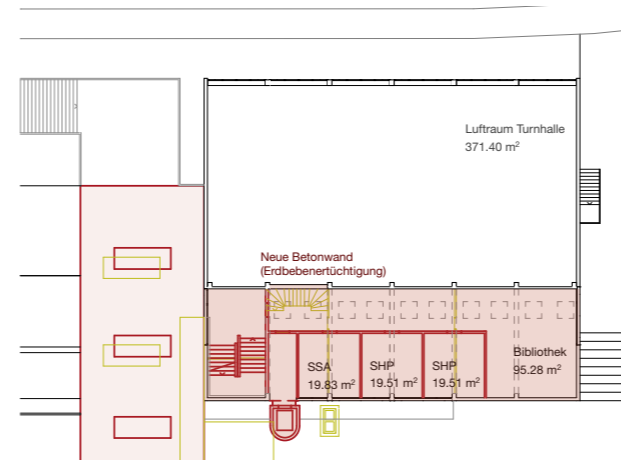 Luftraum Turnhalle
371.40 m²
Neue Betonwand
(Erdbebenertüchtigung)
SSA
19.83 m²
SHP
19.51 m²
SHP
19.51 m²
Bibliothek
95.28 m²